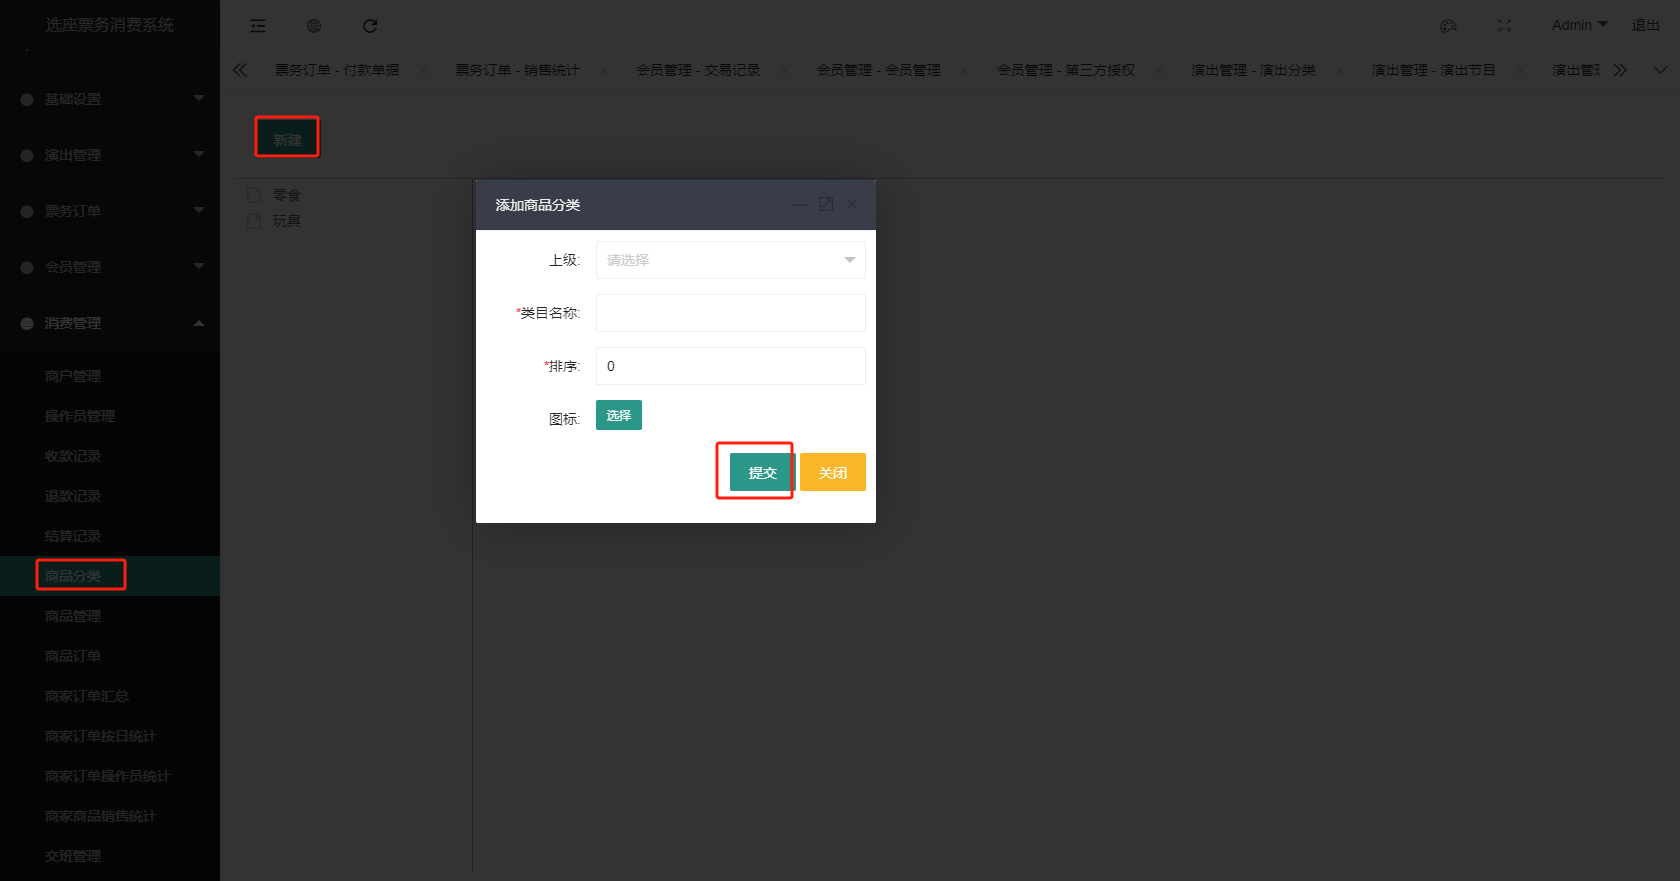 选座票务消费系统
Admin
退出
票务订单 - 付款单据
票务订单 - 销售统计
会员管理 - 交易记录
会员管理 - 会员管理
会员管理 - 第三方授权
演出管理 - 演出分类
演出管理 - 演出节目
演出管
基础设置
演出管理
票务订单
会员管理
消费管理
商户管理
操作员管理
收款记录
退款记录
结算记录
商品分类
商品管理
商品订单
商家订单汇总
商家订单按日统计
商家订单操作员统计
商家商品销售统计
交班管理
新建
零食
玩具
添加商品分类
上级:
请选择
*类目名称:
*排序:
0
图标:
选择
提交
关闭